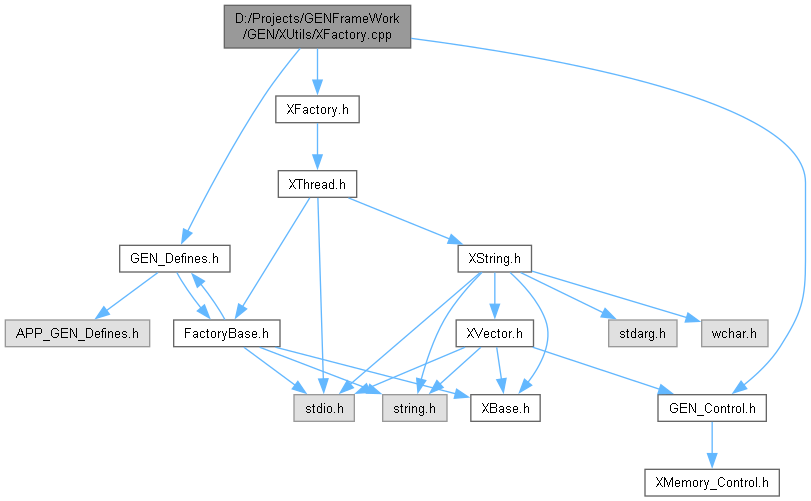 D:/Projects/GENFrameWork
/GEN/XUtils/XFactory.cpp
XFactory.h
XThread.h
GEN_Defines.h
XString.h
APP_GEN_Defines.h
FactoryBase.h
XVector.h
stdarg.h
wchar.h
stdio.h
string.h
XBase.h
GEN_Control.h
XMemory_Control.h